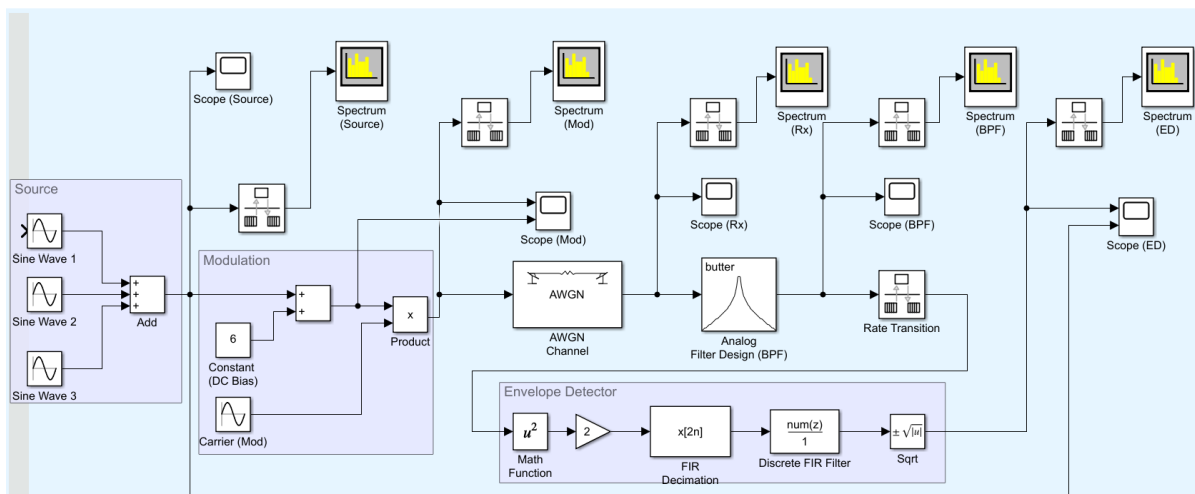 Scope (Source)
Spectrum
(Source)
Spectrum
(Mod)
Spectrum
(Rx)
Spectrum
(BPF)
Spectrum
(ED)
Source
Sine Wave 1
Sine Wave 2
Sine Wave 3
+
+
+
Add
Scope (Mod)
Scope (Rx)
Scope (BPF)
Scope (ED)
Modulation
+
+
6
Constant
(DC Bias)
Carrier (Mod)
x
Product
AWGN
AWGN
Channel
butter
Analog
Filter Design (BPF)
Rate Transition
Envelope Detector
u²
Math
Function
2
x[2n]
FIR
Decimation
num(z)
1
Discrete FIR Filter
± √|u|
Sqrt